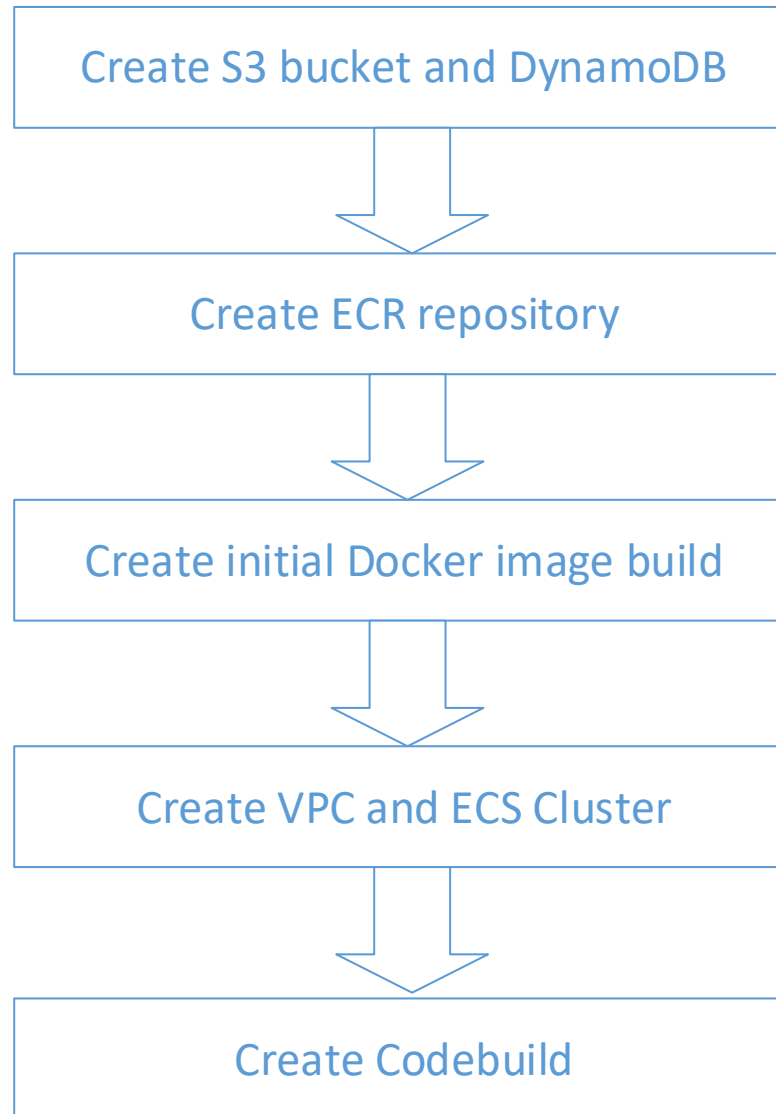 Create S3 bucket and DynamoDB
Create ECR repository
Create initial Docker image build
Create VPC and ECS Cluster
Create Codebuild